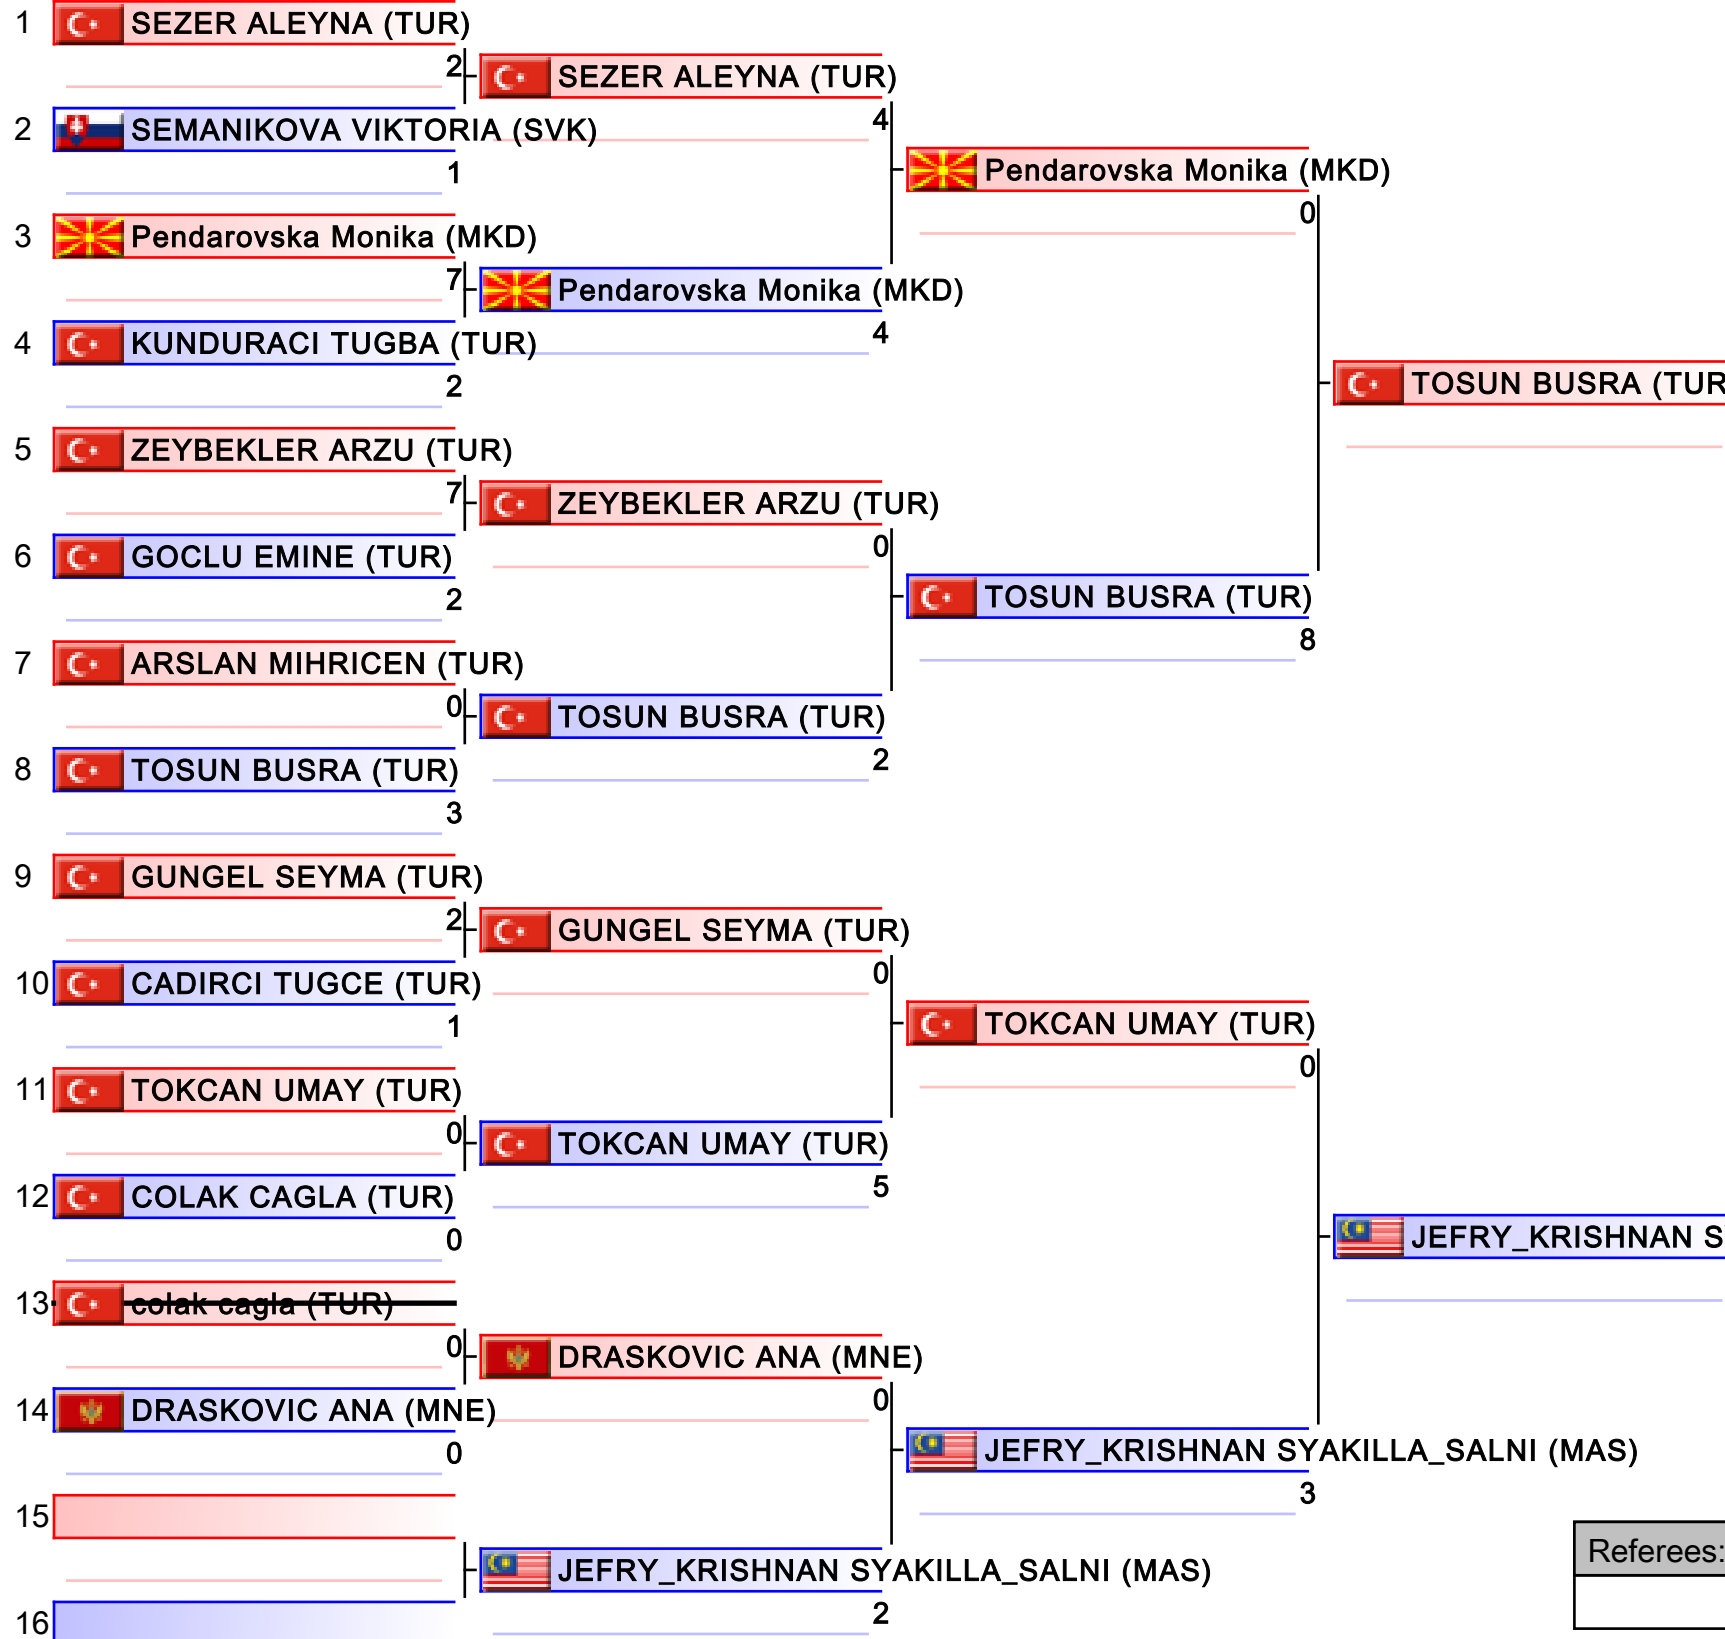 1 SEZER ALEYNA (TUR)
2
SEZER ALEYNA (TUR)
4
2 SEMANIKOVA VIKTORIA (SVK)
1
Pendarovska Monika (MKD)
0
3 Pendarovska Monika (MKD)
7
Pendarovska Monika (MKD)
4
4 KUNDURACI TUGBA (TUR)
2
TOSUN BUSRA (TUR
5 ZEYBEKLER ARZU (TUR)
7
ZEYBEKLER ARZU (TUR)
0
6 GOCLU EMINE (TUR)
2
TOSUN BUSRA (TUR)
8
7 ARSLAN MIHRICEN (TUR)
0
TOSUN BUSRA (TUR)
2
8 TOSUN BUSRA (TUR)
3
9 GUNGEL SEYMA (TUR)
2
GUNGEL SEYMA (TUR)
0
10 CADIRCI TUGCE (TUR)
1
TOKCAN UMAY (TUR)
0
11 TOKCAN UMAY (TUR)
0
TOKCAN UMAY (TUR)
5
12 COLAK CAGLA (TUR)
0
JEFRY_KRISHNAN S
13 colak cagla (TUR)
0
DRASKOVIC ANA (MNE)
0
14 DRASKOVIC ANA (MNE)
0
JEFRY_KRISHNAN SYAKILLA_SALNI (MAS)
3
15
JEFRY_KRISHNAN SYAKILLA_SALNI (MAS)
2
16
Referees: